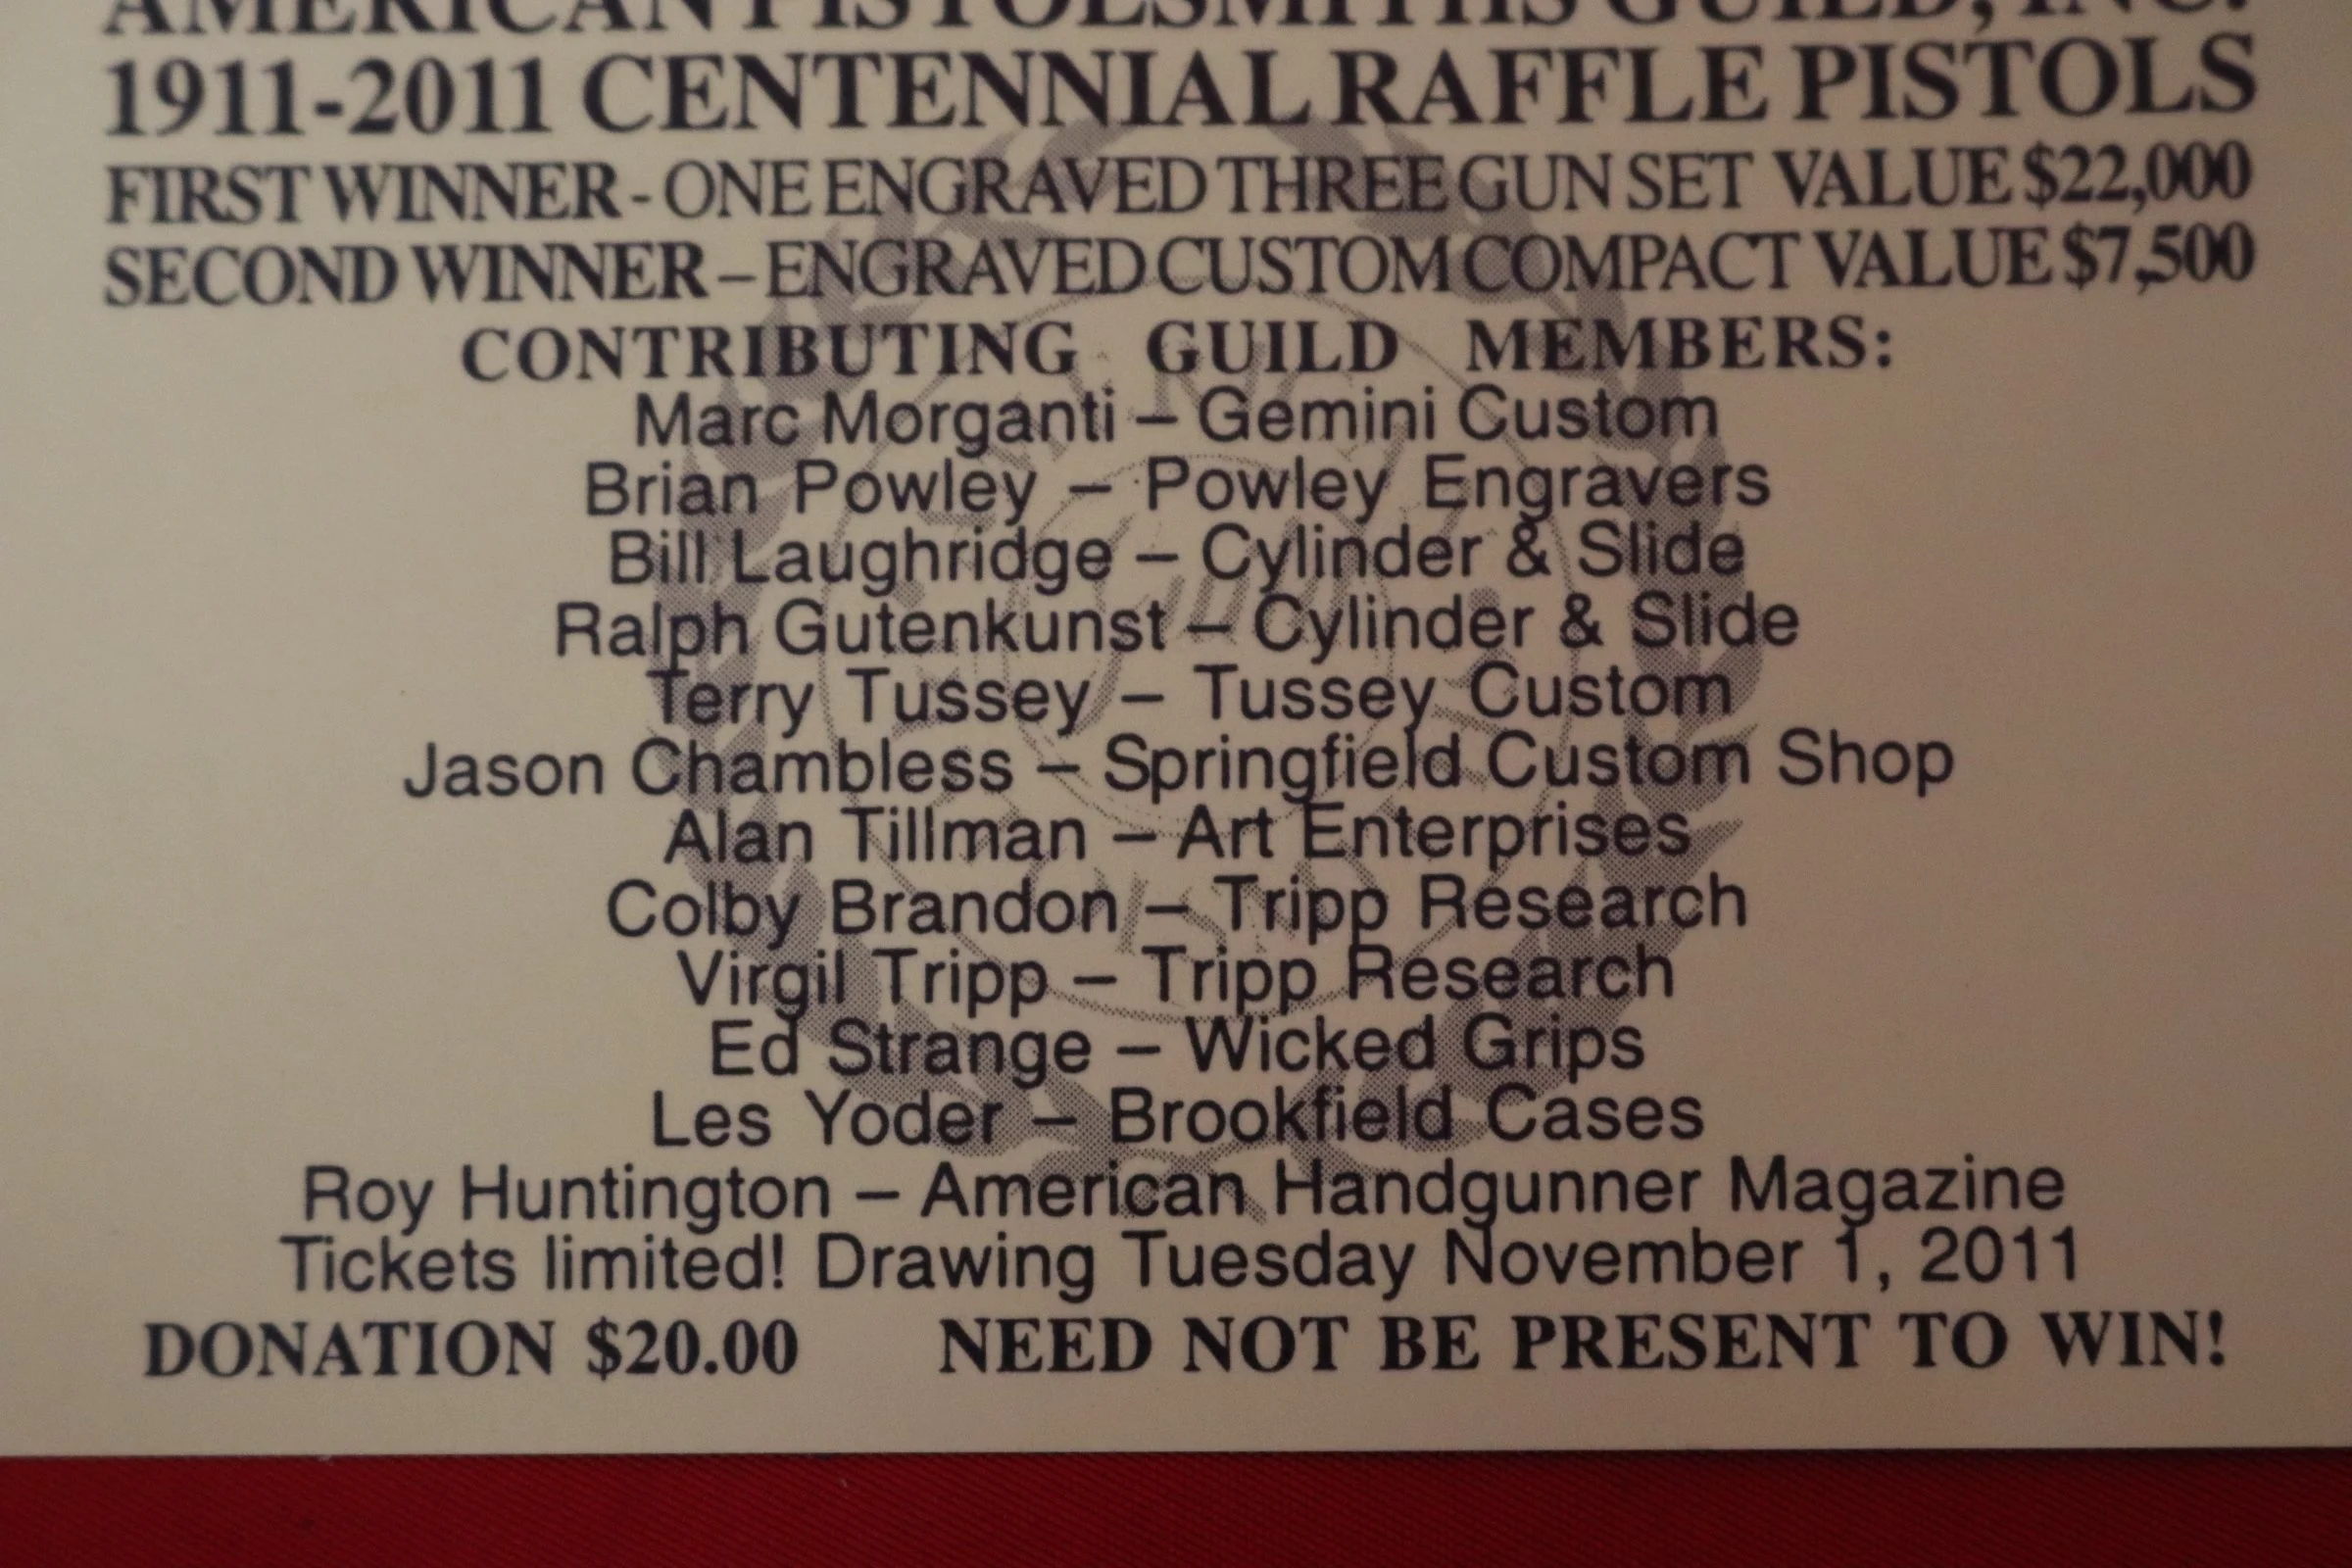 AMERICAN PISTOLSMITHS GUILD, INC.
1911-2011 CENTENNIAL RAFFLE PISTOLS
FIRST WINNER - ONE ENGRAVED THREE GUN SET VALUE $22,000
SECOND WINNER – ENGRAVED CUSTOM COMPACT VALUE $7,500
CONTRIBUTING GUILD MEMBERS:
Marc Morganti – Gemini Custom
Brian Powley – Powley Engravers
Bill Laughridge – Cylinder & Slide
Ralph Gutenkunst – Cylinder & Slide
Terry Tussey – Tussey Custom
Jason Chambless – Springfield Custom Shop
Alan Tillman – Art Enterprises
Colby Brandon – Tripp Research
Virgil Tripp – Tripp Research
Ed Strange – Wicked Grips
Les Yoder – Brookfield Cases
Roy Huntington – American Handgunner Magazine
Tickets limited! Drawing Tuesday November 1, 2011
DONATION $20.00 NEED NOT BE PRESENT TO WIN!